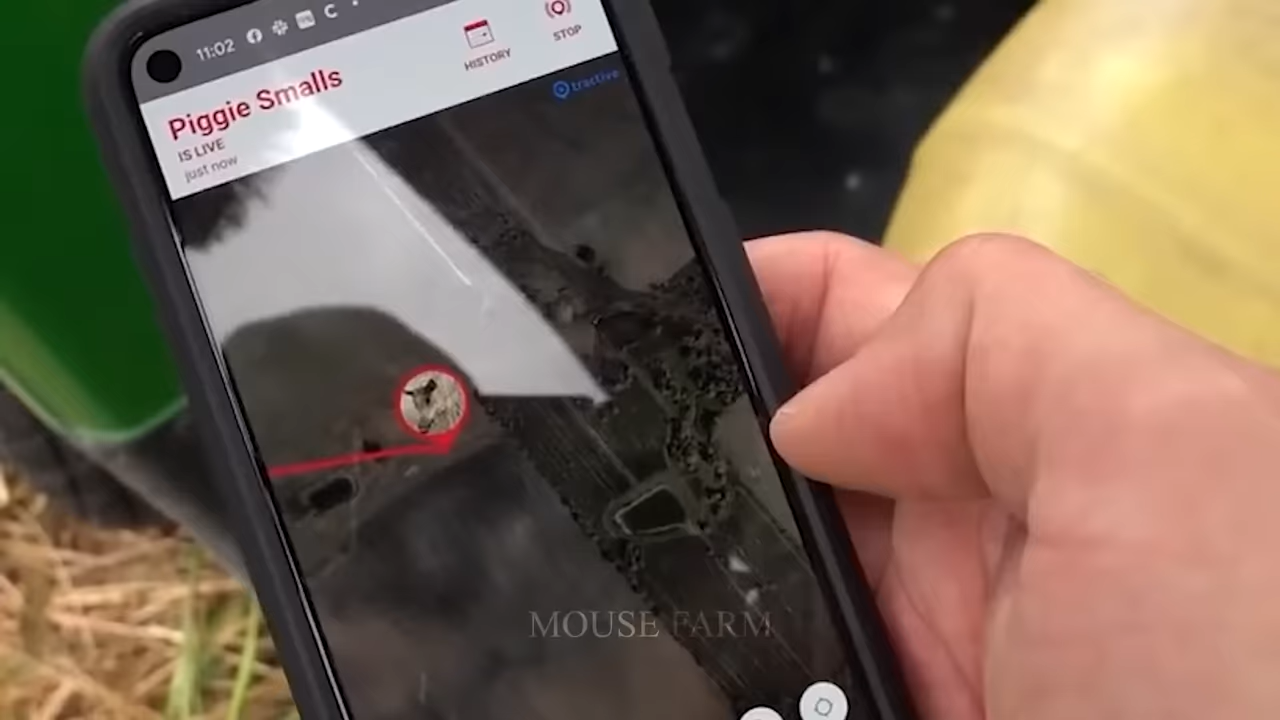 11:02
HISTORY
STOP
Piggie Smalls
IS LIVE
just now
tractive
MOUSE FARM